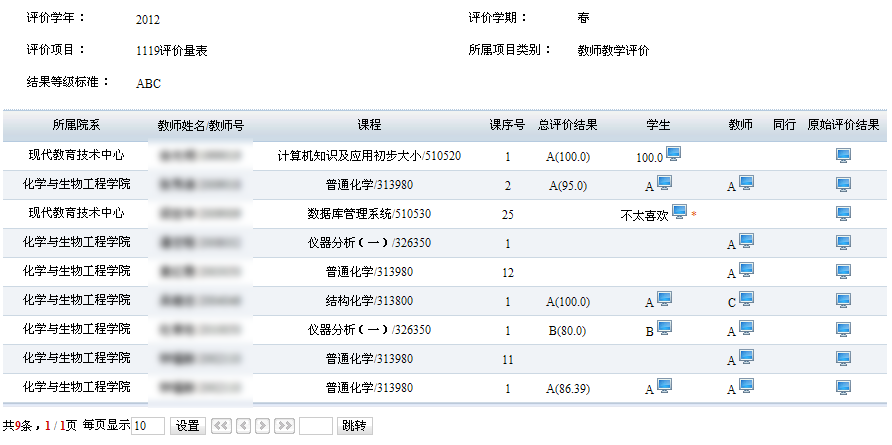 评价学年： 2012 评价学期： 春
评价项目： 1119评价量表 所属项目类别： 教师教学评价
结果等级标准： ABC
所属院系 教师姓名/教师号 课程 课序号 总评价结果 学生 教师 同行 原始评价结果
现代教育技术中心 计算机知识及应用初步大小/510520 1 A(100.0) 100.0
化学与生物工程学院 普通化学/313980 2 A(95.0) A A
现代教育技术中心 数据库管理系统/510530 25 不太喜欢 *
化学与生物工程学院 仪器分析（一）/326350 1 A
化学与生物工程学院 普通化学/313980 12 A
化学与生物工程学院 结构化学/313800 1 A(100.0) A C
化学与生物工程学院 仪器分析（一）/326350 1 B(80.0) B A
化学与生物工程学院 普通化学/313980 11 A
化学与生物工程学院 普通化学/313980 1 A(86.39) A A
共9条，1 / 1页 每页显示 10 设置 跳转